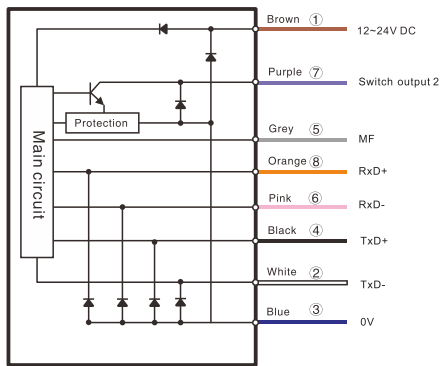 Brown ① 12~24V DC
Purple ⑦ Switch output 2
Protection
Grey ⑤ MF
Orange ⑧ RxD+
Main circuit
Pink ⑥ RxD-
Black ④ TxD+
White ② TxD-
Blue ③ 0V